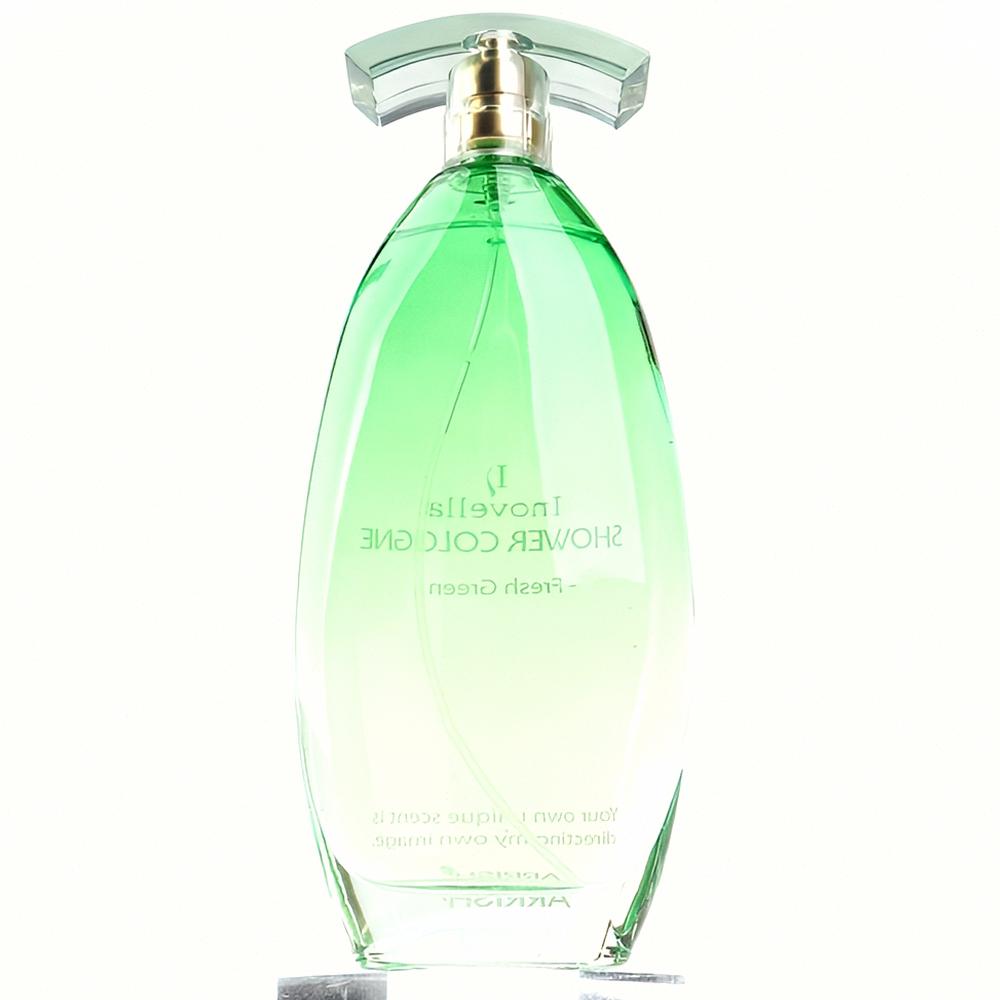 I
Inovella
SHOWER COLOGNE
- Fresh Green
Your own unique scent is
directing my own image.